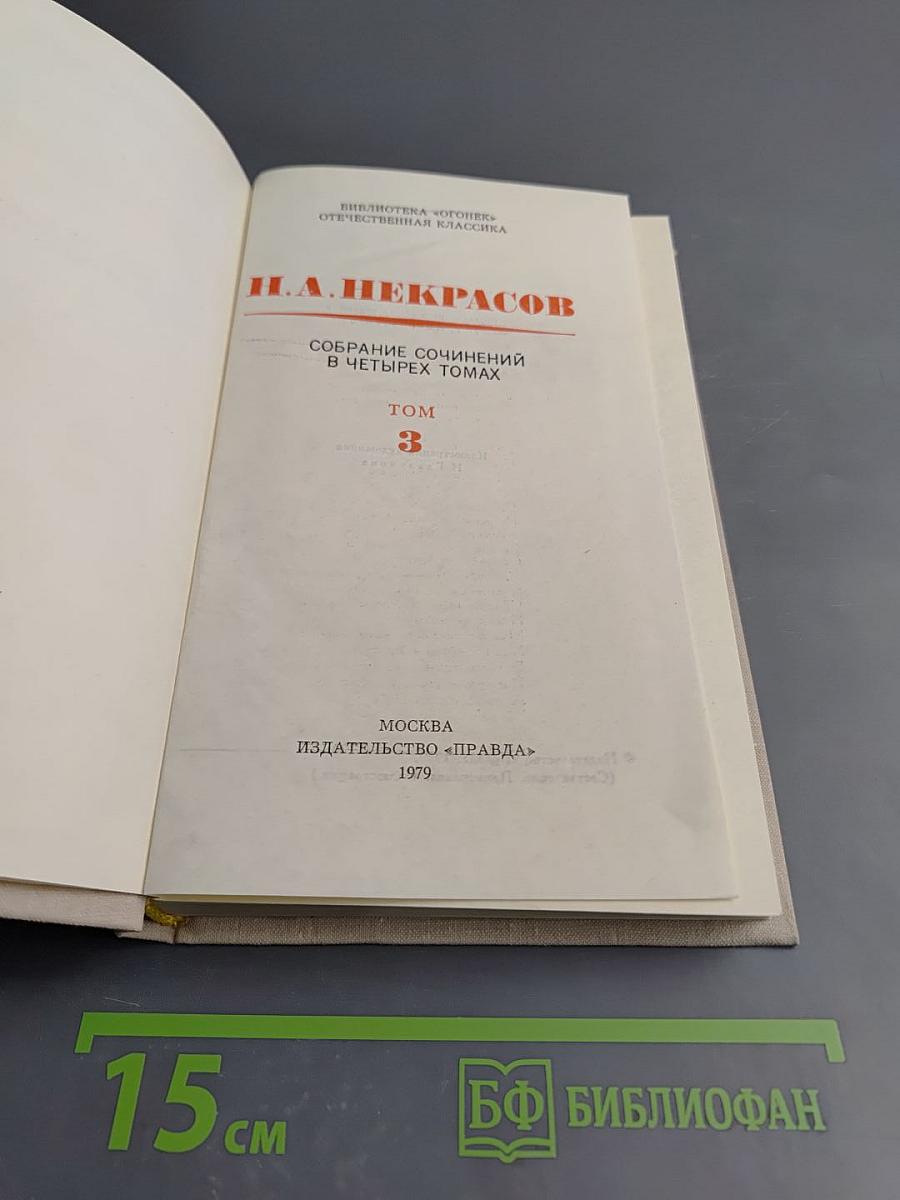 БИБЛИОТЕКА «ОГОНЕК»
ОТЕЧЕСТВЕННАЯ КЛАССИКА
Н. А. НЕКРАСОВ
СОБРАНИЕ СОЧИНЕНИЙ
В ЧЕТЫРЕХ ТОМАХ
ТОМ
3
МОСКВА
ИЗДАТЕЛЬСТВО «ПРАВДА»
1979
15 см
БФ БИБЛИОФАН